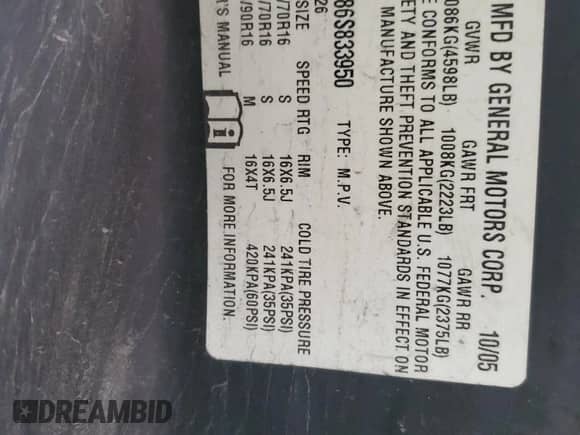 MFD BY GENERAL MOTORS CORP. 10/05
GVWR GAWR FRT GAWR RR
086KG(4598LB) 1008KG(2223LB) 1077KG(2375LB)
E CONFORMS TO ALL APPLICABLE U.S. FEDERAL MOTOR
ETY AND THEFT PREVENTION STANDARDS IN EFFECT ON
MANUFACTURE SHOWN ABOVE.
86S833950 TYPE: M.P.V.
26
SIZE SPEED RTG RIM COLD TIRE PRESSURE
/70R16 S 16X6.5J 241KPA(35PSI)
/70R16 S 16X6.5J 241KPA(35PSI)
/90R16 M 16X4T 420KPA(60PSI)
'S MANUAL i FOR MORE INFORMATION.
DREAMBID